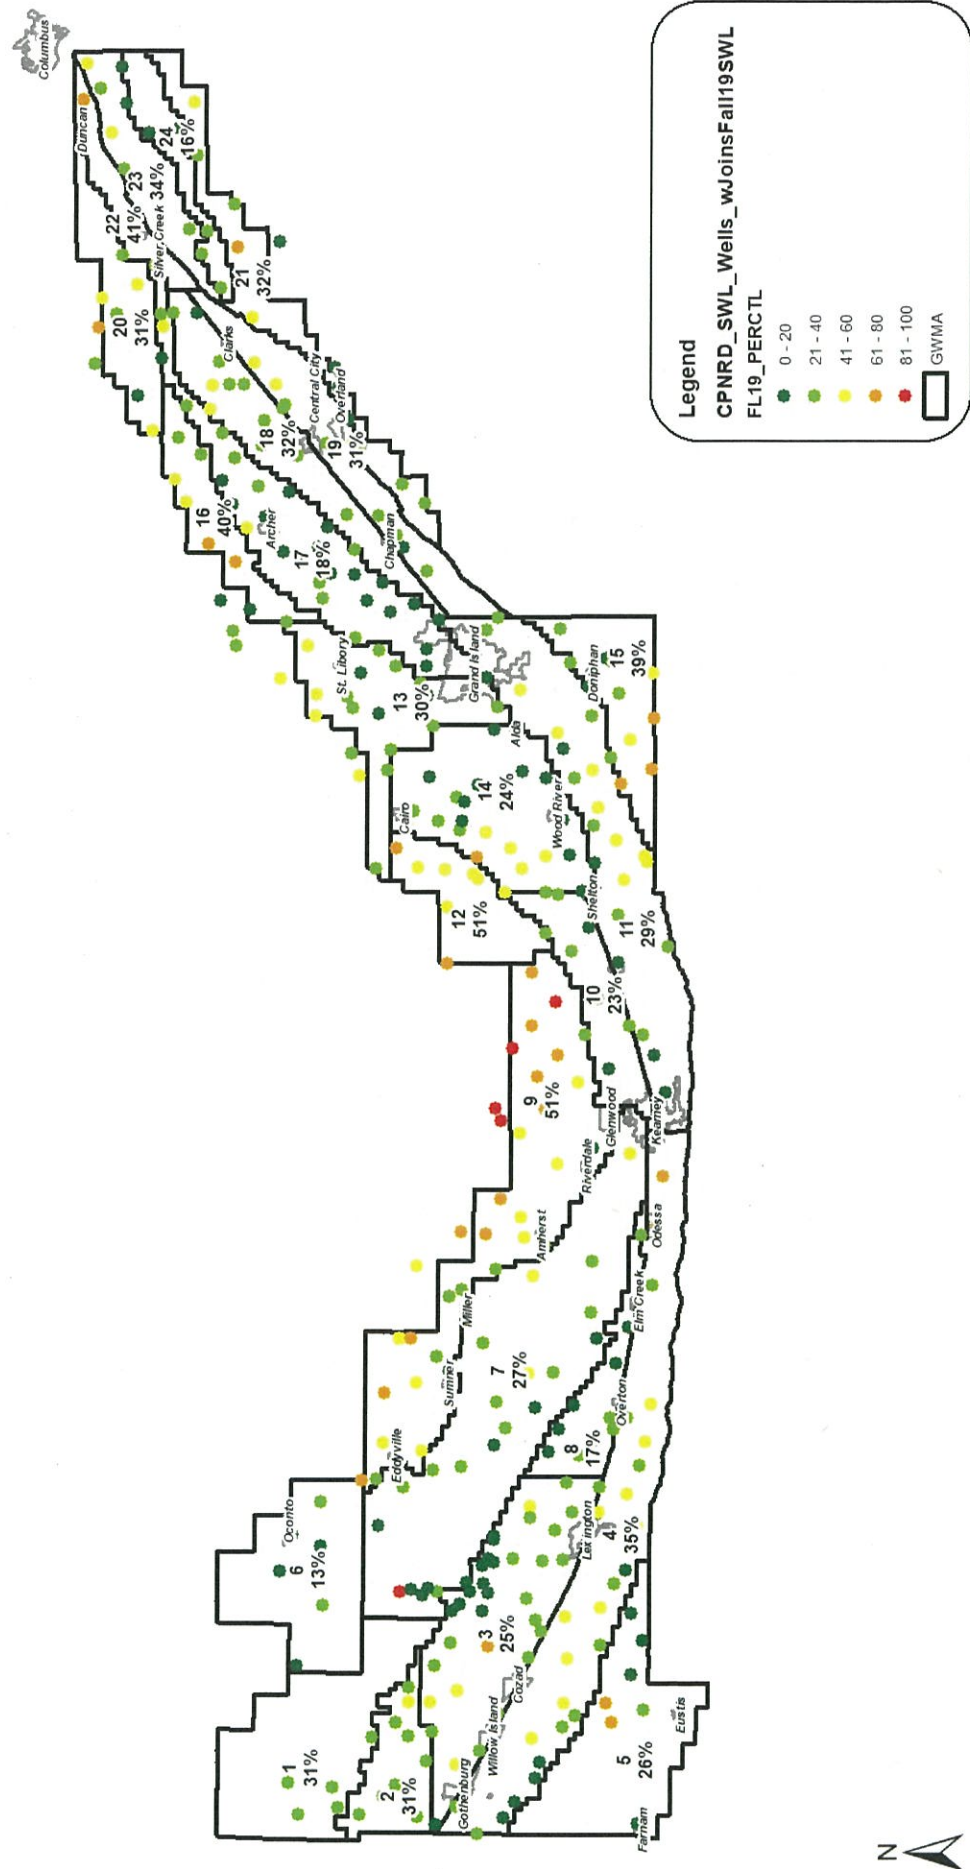 Columbus
Duncan
22
41%
23
34%
24
16%
Silver Creek
20
31%
21
32%
Clarks
18
32%
Central City
19
31%
Overland
16
40%
Archer
17
18%
Chapman
St. Libory
13
30%
Grand Island
Doniphan
15
39%
Alda
Cairo
14
24%
Wood River
12
51%
Shelton
11
29%
10
23%
9
51%
Glenwood
Kearney
Riverdale
Amherst
Odessa
Miller
Elm Creek
Sumner
7
27%
Overton
Eddyville
8
17%
Oconto
6
13%
Lexington
4
35%
3
25%
Cozad
Willow Island
Gothenburg
1
31%
2
31%
5
26%
Eustis
Farnam
N
Legend
CPNRD_SWL_Wells_wJoinsFall19SWL
FL19_PERCTL
0 - 20
21 - 40
41 - 60
61 - 80
81 - 100
GWMA